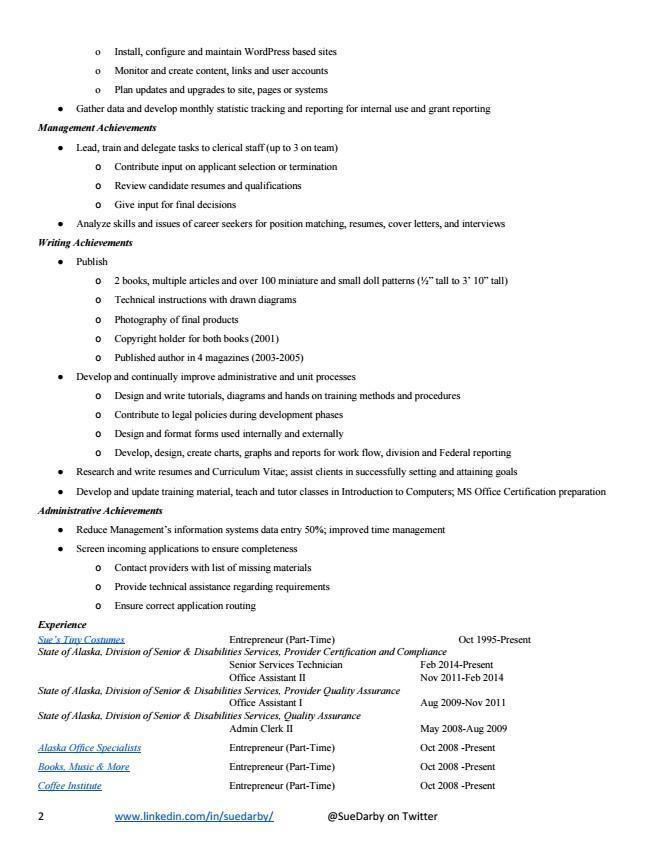 o Install, configure and maintain WordPress based sites
o Monitor and create content, links and user accounts
o Plan updates and upgrades to site, pages or systems
● Gather data and develop monthly statistic tracking and reporting for internal use and grant reporting
Management Achievements
● Lead, train and delegate tasks to clerical staff (up to 3 on team)
o Contribute input on applicant selection or termination
o Review candidate resumes and qualifications
o Give input for final decisions
● Analyze skills and issues of career seekers for position matching, resumes, cover letters, and interviews
Writing Achievements
● Publish
o 2 books, multiple articles and over 100 miniature and small doll patterns (½” tall to 3’ 10” tall)
o Technical instructions with drawn diagrams
o Photography of final products
o Copyright holder for both books (2001)
o Published author in 4 magazines (2003-2005)
● Develop and continually improve administrative and unit processes
o Design and write tutorials, diagrams and hands on training methods and procedures
o Contribute to legal policies during development phases
o Design and format forms used internally and externally
o Develop, design, create charts, graphs and reports for work flow, division and Federal reporting
● Research and write resumes and Curriculum Vitae; assist clients in successfully setting and attaining goals
● Develop and update training material, teach and tutor classes in Introduction to Computers; MS Office Certification preparation
Administrative Achievements
● Reduce Management’s information systems data entry 50%; improved time management
● Screen incoming applications to ensure completeness
o Contact providers with list of missing materials
o Provide technical assistance regarding requirements
o Ensure correct application routing
Experience
Sue’s Tiny Costumes Entrepreneur (Part-Time) Oct 1995-Present
State of Alaska, Division of Senior & Disabilities Services, Provider Certification and Compliance
Senior Services Technician Feb 2014-Present
Office Assistant II Nov 2011-Feb 2014
State of Alaska, Division of Senior & Disabilities Services, Provider Quality Assurance
Office Assistant I Aug 2009-Nov 2011
State of Alaska, Division of Senior & Disabilities Services, Quality Assurance
Admin Clerk II May 2008-Aug 2009
Alaska Office Specialists Entrepreneur (Part-Time) Oct 2008 -Present
Books, Music & More Entrepreneur (Part-Time) Oct 2008 -Present
Coffee Institute Entrepreneur (Part-Time) Oct 2008 -Present
2 www.linkedin.com/in/suedarby/ @SueDarby on Twitter